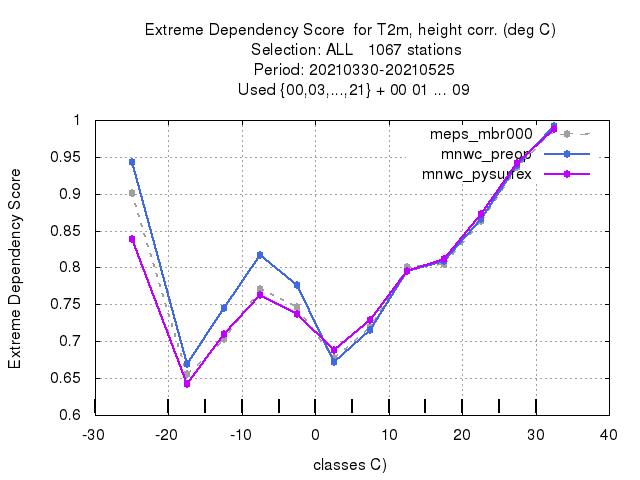 Extreme Dependency Score  for T2m, height corr. (deg C)
Selection: ALL   1067 stations
Period: 20210330-20210525
Used {00,03,...,21} + 00 01 ... 09
meps_mbr000
mnwc_preop
mnwc_pysurfex
1
0.95
0.9
0.85
0.8
0.75
0.7
0.65
0.6
Extreme Dependency Score
-30
-20
-10
0
10
20
30
40
classes C)